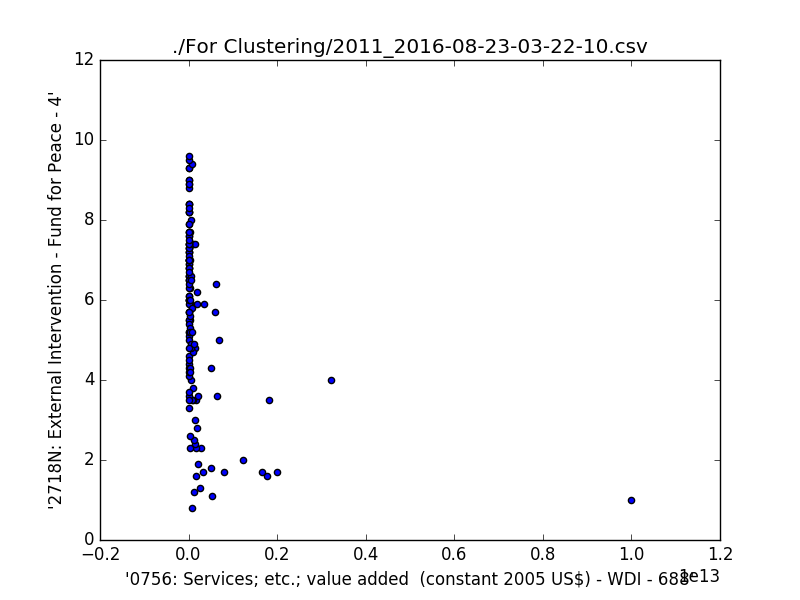 ./For Clustering/2011_2016-08-23-03-22-10.csv
12
10
8
6
4
2
0
'2718N: External Intervention - Fund for Peace - 4'
−0.2 0.0 0.2 0.4 0.6 0.8 1.0 1.2
1e13
'0756: Services; etc.; value added (constant 2005 US$) - WDI - 688'